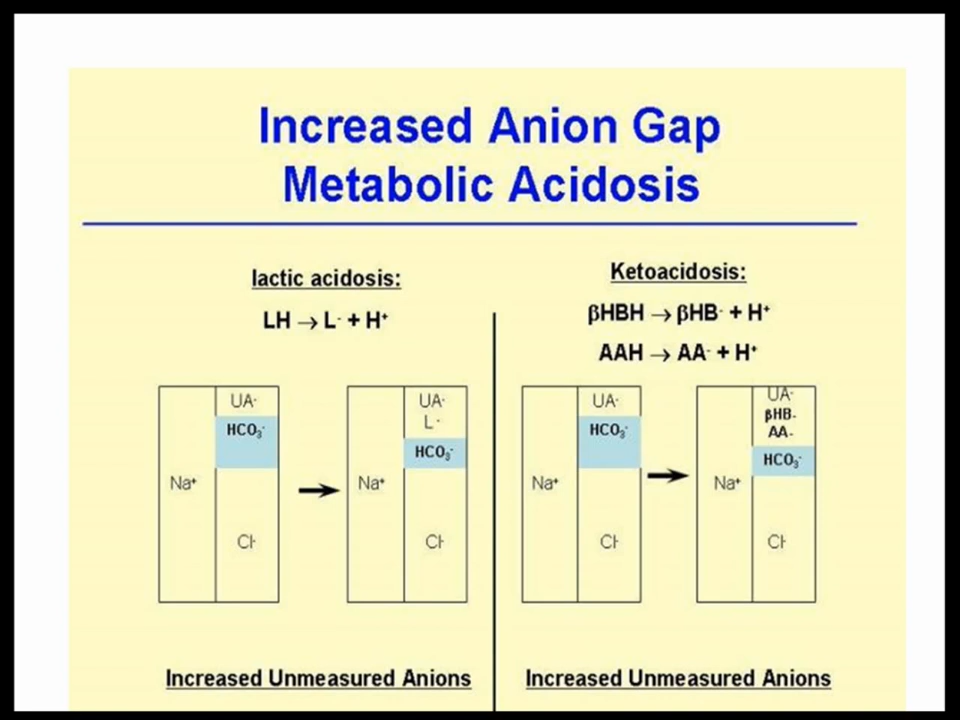 Increased Anion Gap
Metabolic Acidosis
lactic acidosis:
LH → L⁻ + H⁺
Ketoacidosis:
βHBH → βHB⁻ + H⁺
AAH → AA⁻ + H⁺
UA⁻
HCO₃⁻
Na⁺
Cl⁻
UA⁻
L⁻
HCO₃⁻
Na⁺
Cl⁻
UA⁻
HCO₃⁻
Na⁺
Cl⁻
UA⁻
βHB-
AA-
HCO₃⁻
Na⁺
Cl⁻
Increased Unmeasured Anions
Increased Unmeasured Anions